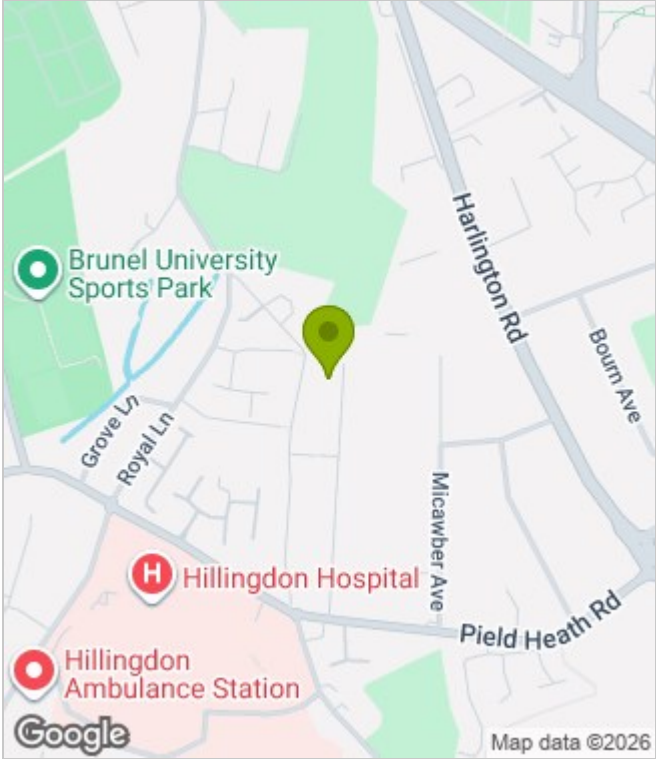 Harlington Rd
Brunel University
Sports Park
Bourn Ave
Grove Ln
Royal Ln
Micawber Ave
H
Hillingdon Hospital
Pield Heath Rd
Hillingdon
Ambulance Station
Google
Map data ©2026